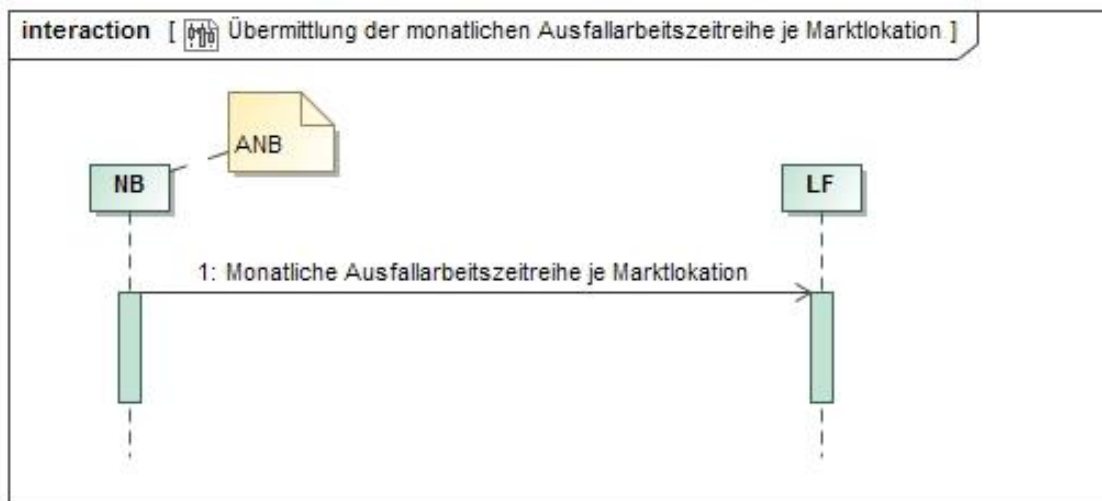 interaction [ Übermittlung der monatlichen Ausfallarbeitszeitreihe je Marktlokation ]
ANB
NB
LF
1: Monatliche Ausfallarbeitszeitreihe je Marktlokation